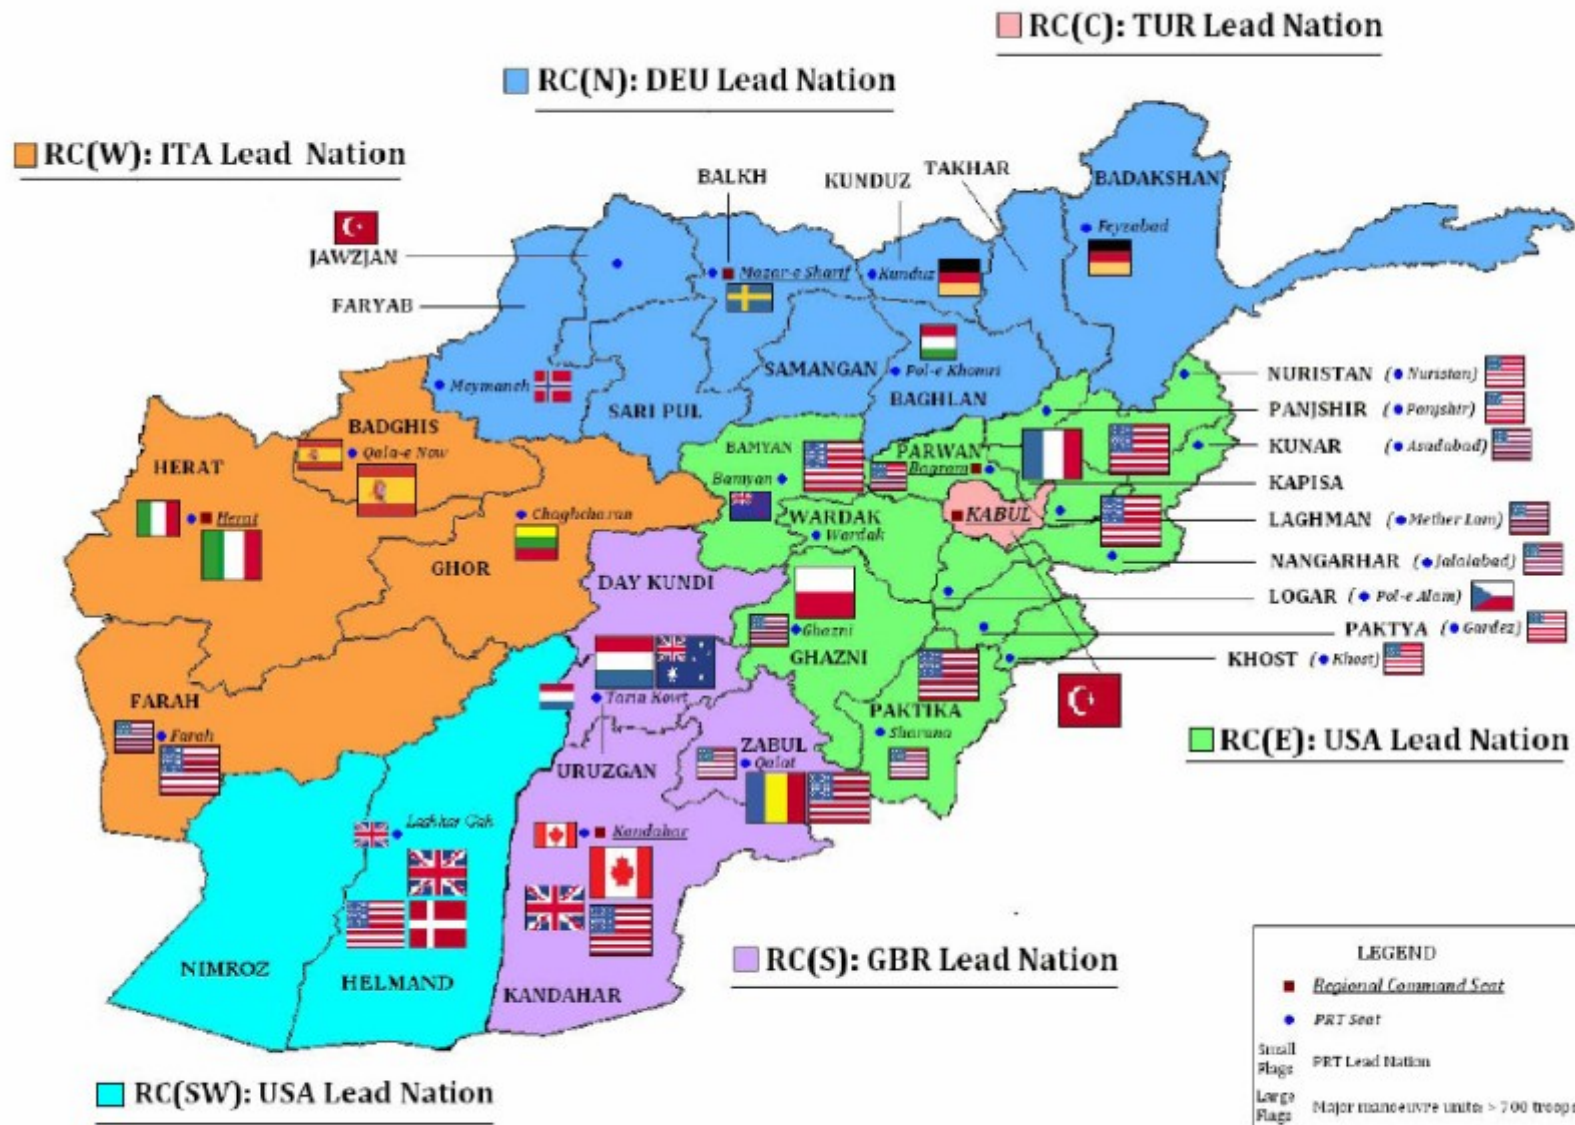 RC(C): TUR Lead Nation
RC(N): DEU Lead Nation
RC(W): ITA Lead Nation
BALKH
KUNDUZ
TAKHAR
BADAKSHAN
JAWZJAN
FARYAB
Feyzabad
Mazar-e Sharif
Kunduz
Meymaneh
SARI PUL
SAMANGAN
Pol-e Khomri
BAGHLAN
NURISTAN (Nuristan)
PANJSHIR (Panjshir)
KUNAR (Asadabad)
KAPISA
LAGHMAN (Mether Lam)
NANGARHAR (Jalalabad)
LOGAR (Pol-e Alam)
PAKTYA (Gardez)
KHOST (Khost)
BADGHIS
Qala-e Now
HERAT
Herat
BAMYAN
Bamyan
PARWAN
Bagram
WARDAK
Wardak
KABUL
Chaghcharan
GHOR
DAY KUNDI
Ghazni
GHAZNI
FARAH
Farah
Tarin Kowt
URUZGAN
ZABUL
Qalat
PAKTIKA
Sharana
RC(E): USA Lead Nation
Lashkar Gah
Kandahar
NIMROZ
HELMAND
KANDAHAR
RC(S): GBR Lead Nation
RC(SW): USA Lead Nation
LEGEND
Regional Command Seat
PRT Seat
Small Flags PRT Lead Nation
Large Flags Major manoeuvre units > 700 troops